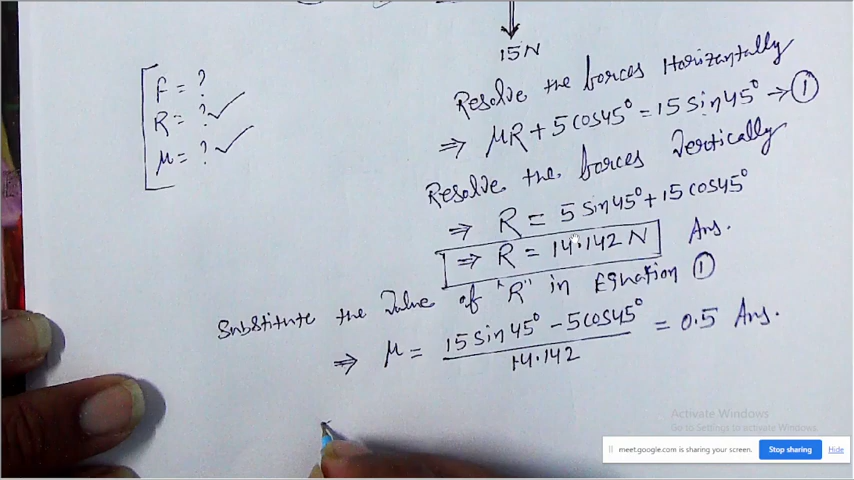 15N
F = ?
R = ? ✓
μ = ? ✓
Resolve the forces Horizontally
⇒ μR + 5 cos45° = 15 sin45° → ①
Resolve the forces Vertically
⇒ R = 5 sin45° + 15 cos45°
⇒ R = 14.142 N Ans.
Substitute the Value of "R" in Equation ①
⇒ μ = (15 sin 45° - 5 cos 45°) / 14.142 = 0.5 Ans.
Activate Windows
Go to Settings to activate Windows.
meet.google.com is sharing your screen. Stop sharing Hide